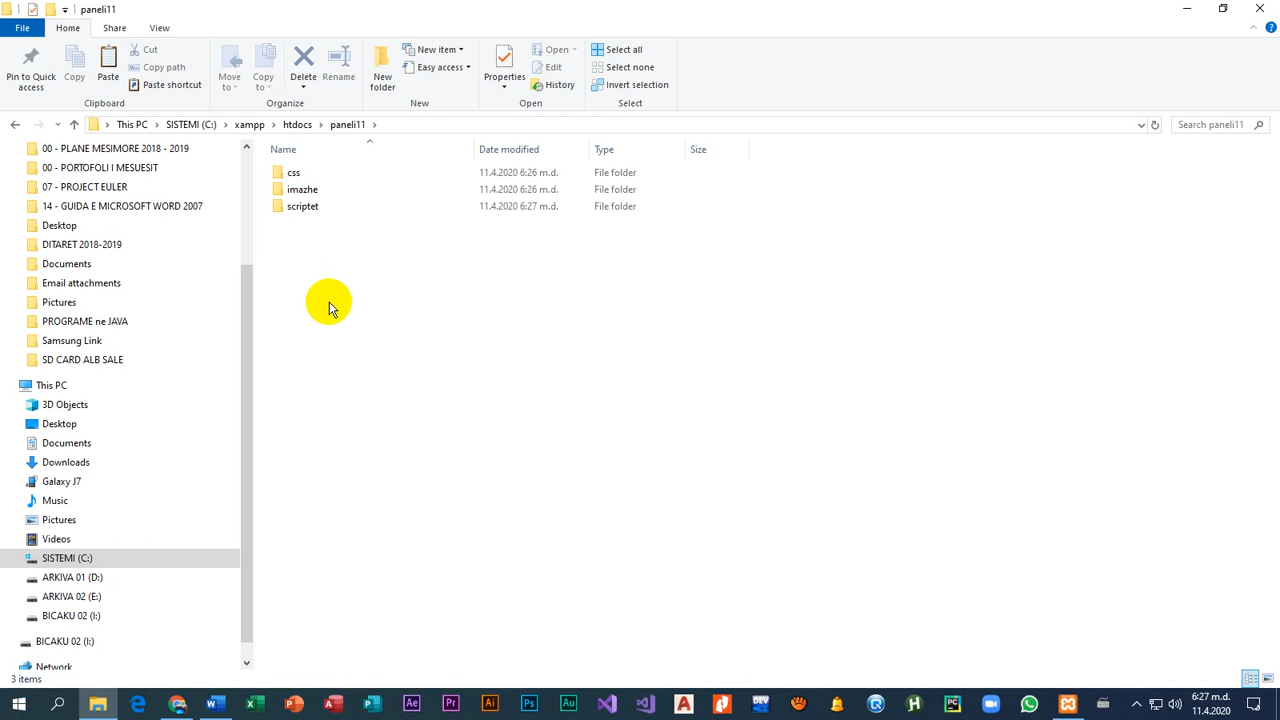 paneli11
File
Home
Share
View
Pin to Quick access
Copy
Paste
Cut
Copy path
Paste shortcut
Clipboard
Move to
Copy to
Delete
Rename
Organize
New folder
New item
Easy access
New
Properties
Open
Edit
History
Open
Select all
Select none
Invert selection
Select
This PC
SISTEMI (C:)
xampp
htdocs
paneli11
Search paneli11
00 - PLANE MESIMORE 2018 - 2019
00 - PORTOFOLI I MESUESIT
07 - PROJECT EULER
14 - GUIDA E MICROSOFT WORD 2007
Desktop
DITARET 2018-2019
Documents
Email attachments
Pictures
PROGRAME ne JAVA
Samsung Link
SD CARD ALB SALE
This PC
3D Objects
Desktop
Documents
Downloads
Galaxy J7
Music
Pictures
Videos
SISTEMI (C:)
ARKIVA 01 (D:)
ARKIVA 02 (E:)
BICAKU 02 (I:)
BICAKU 02 (I:)
Network
Name Date modified Type Size
css 11.4.2020 6:26 m.d. File folder
imazhe 11.4.2020 6:26 m.d. File folder
scriptet 11.4.2020 6:27 m.d. File folder
3 items
Ae
Pr
Ai
Ps
Au
DEV
H
PC
6:27 m.d.
11.4.2020